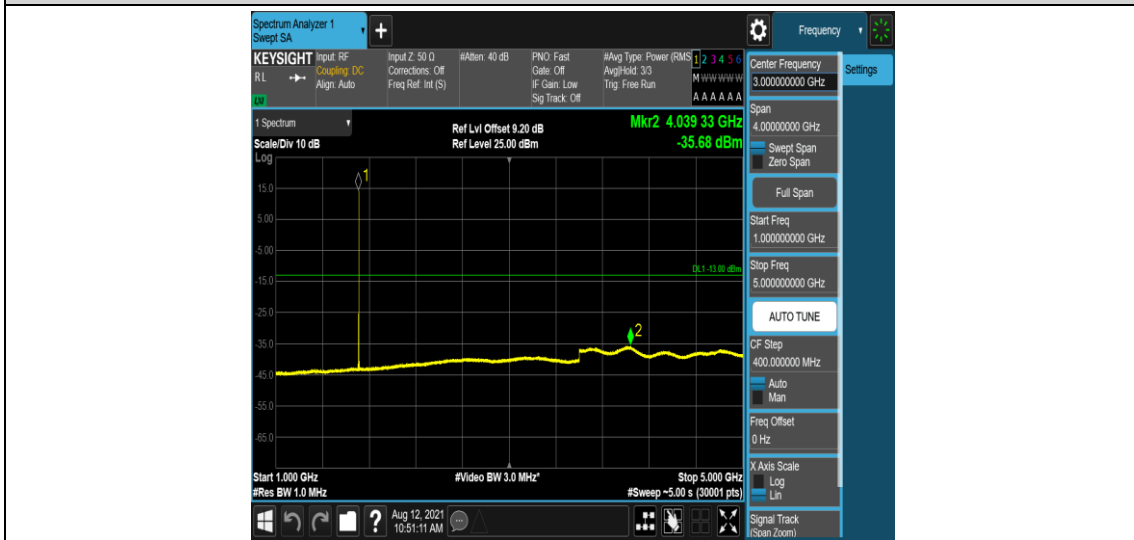 Spectrum Analyzer 1
Swept SA
+
Frequency
KEYSIGHT
Input: RF
Coupling: DC
Align: Auto
RL
LXI
Input Z: 50 Ω
Corrections: Off
Freq Ref: Int (S)
#Atten: 40 dB
PNO: Fast
Gate: Off
IF Gain: Low
Sig Track: Off
#Avg Type: Power (RMS
Avg|Hold: 3/3
Trig: Free Run
1 2 3 4 5 6
M W W W W W
A A A A A A
1 Spectrum
Scale/Div 10 dB
Ref Lvl Offset 9.20 dB
Ref Level 25.00 dBm
Mkr2 4.039 33 GHz
-35.68 dBm
Log
15.0
5.00
-5.00
-15.0
-25.0
-35.0
-45.0
-55.0
-65.0
1
DL1 -13.00 dBm
2
Start 1.000 GHz
#Res BW 1.0 MHz
#Video BW 3.0 MHz*
Stop 5.000 GHz
#Sweep ~5.00 s (30001 pts)
?
Aug 12, 2021
10:51:11 AM
Center Frequency
3.000000000 GHz
Settings
Span
4.00000000 GHz
Swept Span
Zero Span
Full Span
Start Freq
1.000000000 GHz
Stop Freq
5.000000000 GHz
AUTO TUNE
CF Step
400.000000 MHz
Auto
Man
Freq Offset
0 Hz
X Axis Scale
Log
Lin
Signal Track
(Span Zoom)